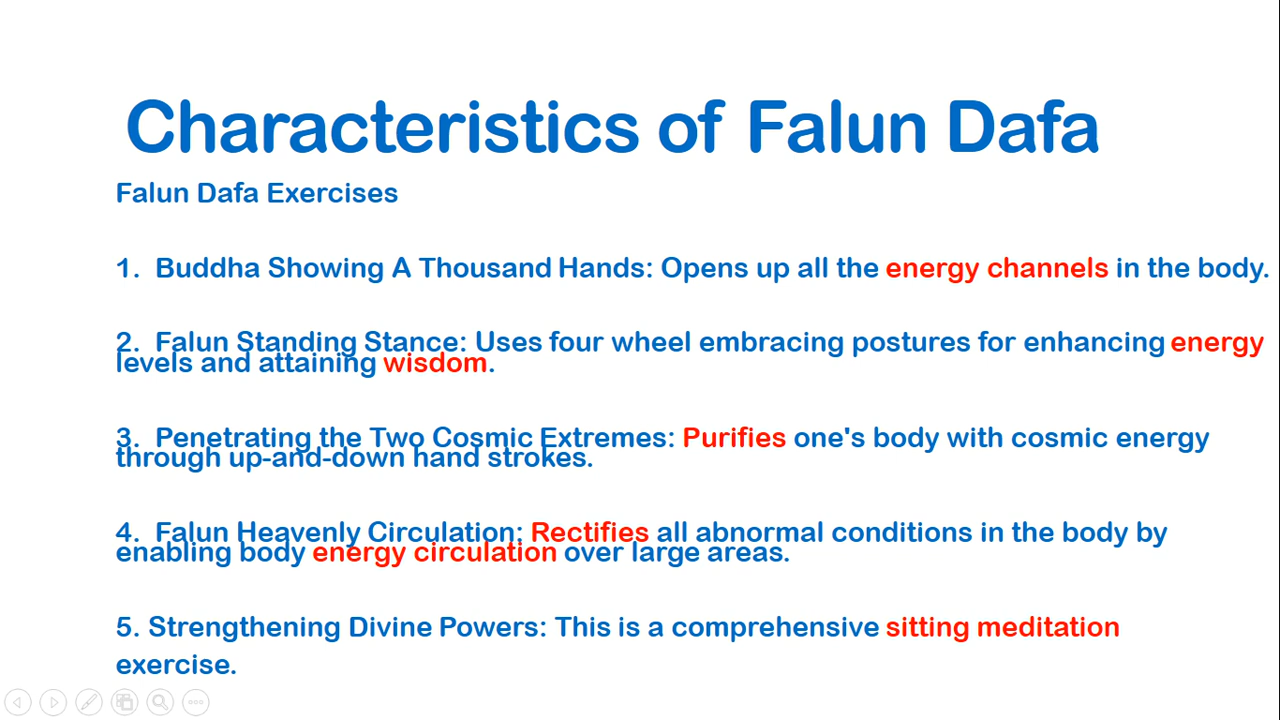 Characteristics of Falun Dafa
Falun Dafa Exercises
1. Buddha Showing A Thousand Hands: Opens up all the energy channels in the body.
2. Falun Standing Stance: Uses four wheel embracing postures for enhancing energy
levels and attaining wisdom.
3. Penetrating the Two Cosmic Extremes: Purifies one's body with cosmic energy
through up-and-down hand strokes.
4. Falun Heavenly Circulation: Rectifies all abnormal conditions in the body by
enabling body energy circulation over large areas.
5. Strengthening Divine Powers: This is a comprehensive sitting meditation
exercise.